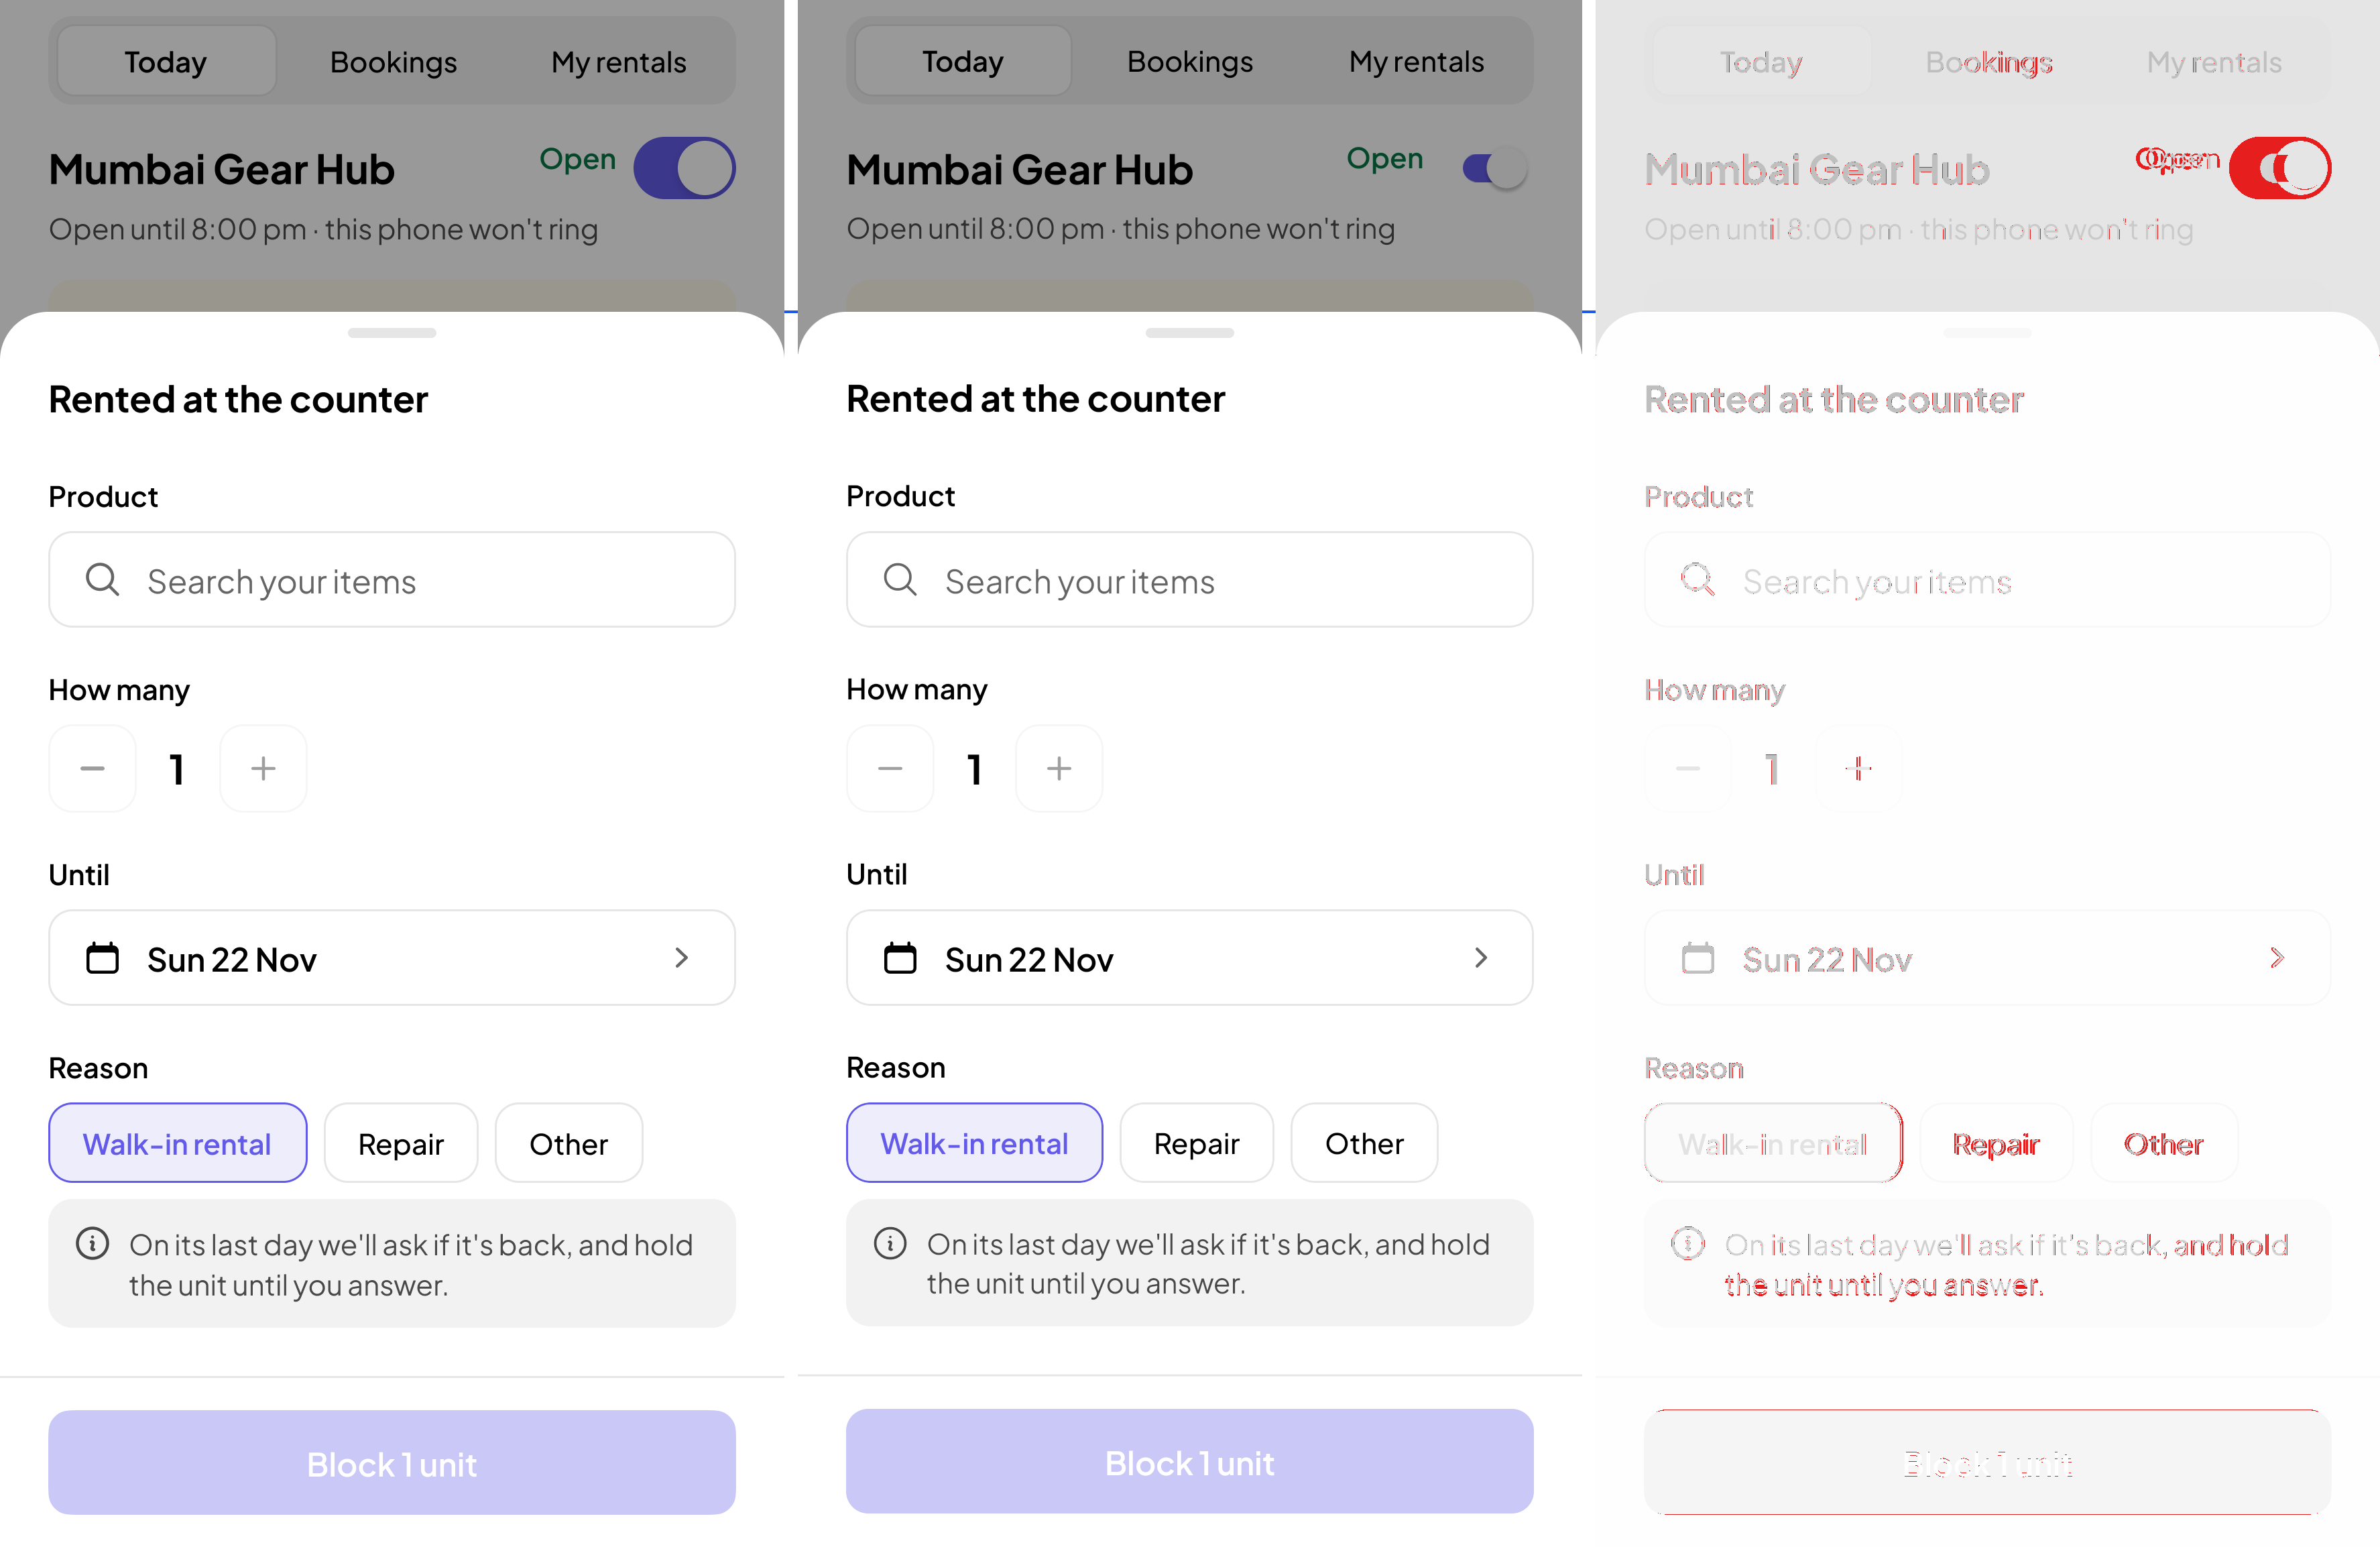 Today Bookings My rentals
Mumbai Gear Hub Open
Open until 8:00 pm · this phone won't ring
Rented at the counter
Product
Search your items
How many
1
Until
Sun 22 Nov
Reason
Walk-in rental Repair Other
On its last day we'll ask if it's back, and hold
the unit until you answer.
Block 1 unit
Today Bookings My rentals
Mumbai Gear Hub Open
Open until 8:00 pm · this phone won't ring
Rented at the counter
Product
Search your items
How many
1
Until
Sun 22 Nov
Reason
Walk-in rental Repair Other
On its last day we'll ask if it's back, and hold
the unit until you answer.
Block 1 unit
Today Bookings My rentals
Mumbai Gear Hub Open
Open until 8:00 pm · this phone won't ring
Rented at the counter
Product
Search your items
How many
1
Until
Sun 22 Nov
Reason
Walk-in rental Repair Other
On its last day we'll ask if it's back, and hold
the unit until you answer.
Block 1 unit